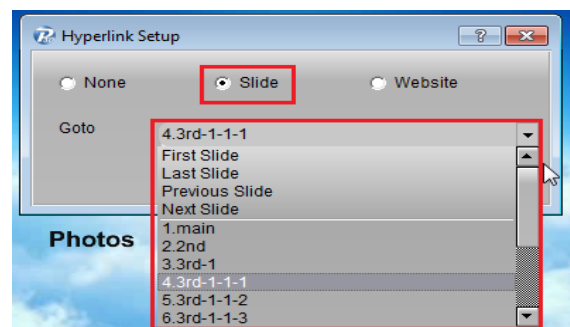 Hyperlink Setup
None Slide Website
Goto 4.3rd-1-1-1
First Slide
Last Slide
Previous Slide
Next Slide
1.main
Photos
2.2nd
3.3rd-1
4.3rd-1-1-1
5.3rd-1-1-2
6.3rd-1-1-3